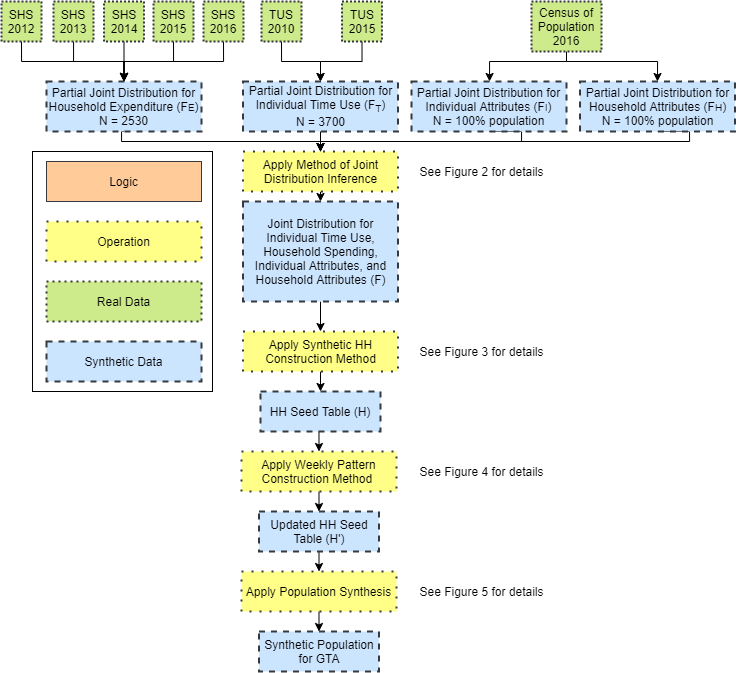 SHS
2012
SHS
2013
SHS
2014
SHS
2015
SHS
2016
TUS
2010
TUS
2015
Census of
Population
2016
Partial Joint Distribution for
Household Expenditure (FE)
N = 2530
Partial Joint Distribution for
Individual Time Use (FT)
N = 3700
Partial Joint Distribution for
Individual Attributes (FI)
N = 100% population
Partial Joint Distribution for
Household Attributes (FH)
N = 100% population
Apply Method of Joint
Distribution Inference
See Figure 2 for details
Logic
Operation
Real Data
Synthetic Data
Joint Distribution for
Individual Time Use,
Household Spending,
Individual Attributes, and
Household Attributes (F)
Apply Synthetic HH
Construction Method
See Figure 3 for details
HH Seed Table (H)
Apply Weekly Pattern
Construction Method
See Figure 4 for details
Updated HH Seed
Table (H')
Apply Population Synthesis
See Figure 5 for details
Synthetic Population
for GTA